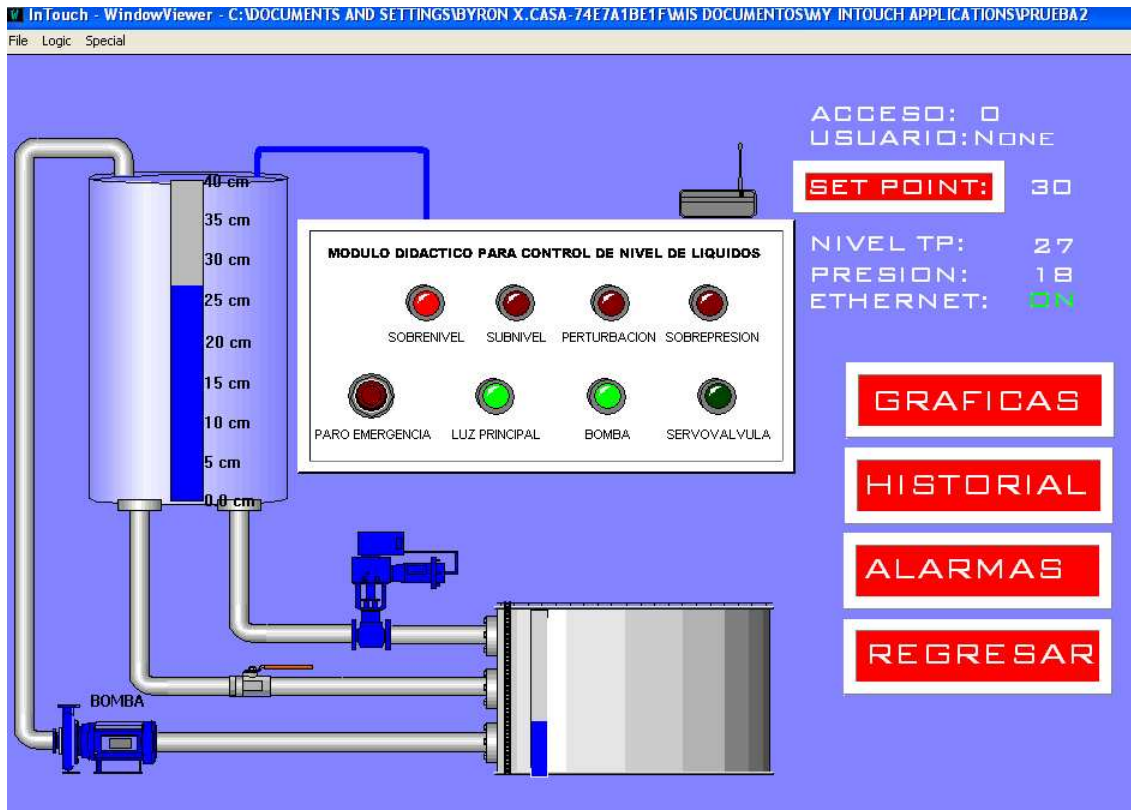 InTouch - WindowViewer - C:\DOCUMENTS AND SETTINGS\BYRON X.CASA-74E7A1BE1F\MIS DOCUMENTOS\MY INTOUCH APPLICATIONS\PRUEBA2
File Logic Special
ACCESO: 0
USUARIO:NONE
SET POINT: 30
NIVEL TP: 27
PRESION: 18
ETHERNET: ON
40 cm
35 cm
30 cm
25 cm
20 cm
15 cm
10 cm
5 cm
0.0 cm
MODULO DIDACTICO PARA CONTROL DE NIVEL DE LIQUIDOS
SOBRENIVEL SUBNIVEL PERTURBACION SOBREPRESION
PARO EMERGENCIA LUZ PRINCIPAL BOMBA SERVOVALVULA
GRAFICAS
HISTORIAL
ALARMAS
REGRESAR
BOMBA